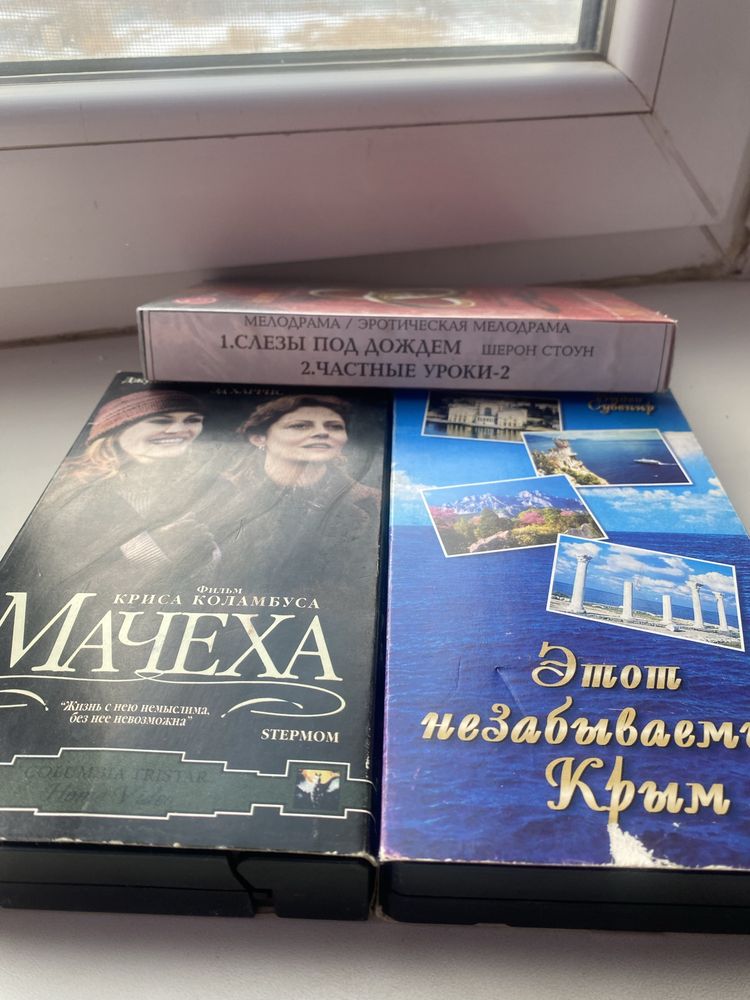 МЕЛОДРАМА / ЭРОТИЧЕСКАЯ МЕЛОДРАМА
1.СЛЕЗЫ ПОД ДОЖДЕМ ШЕРОН СТОУН
2.ЧАСТНЫЕ УРОКИ-2
Фильм
КРИСА КОЛАМБУСА
МАЧЕХА
"Жизнь с нею немыслима,
без нее невозможна"
STEPMOM
COLUMBIA TRISTAR
Home Video
Сувенир
Этот
незабываемы
Крым